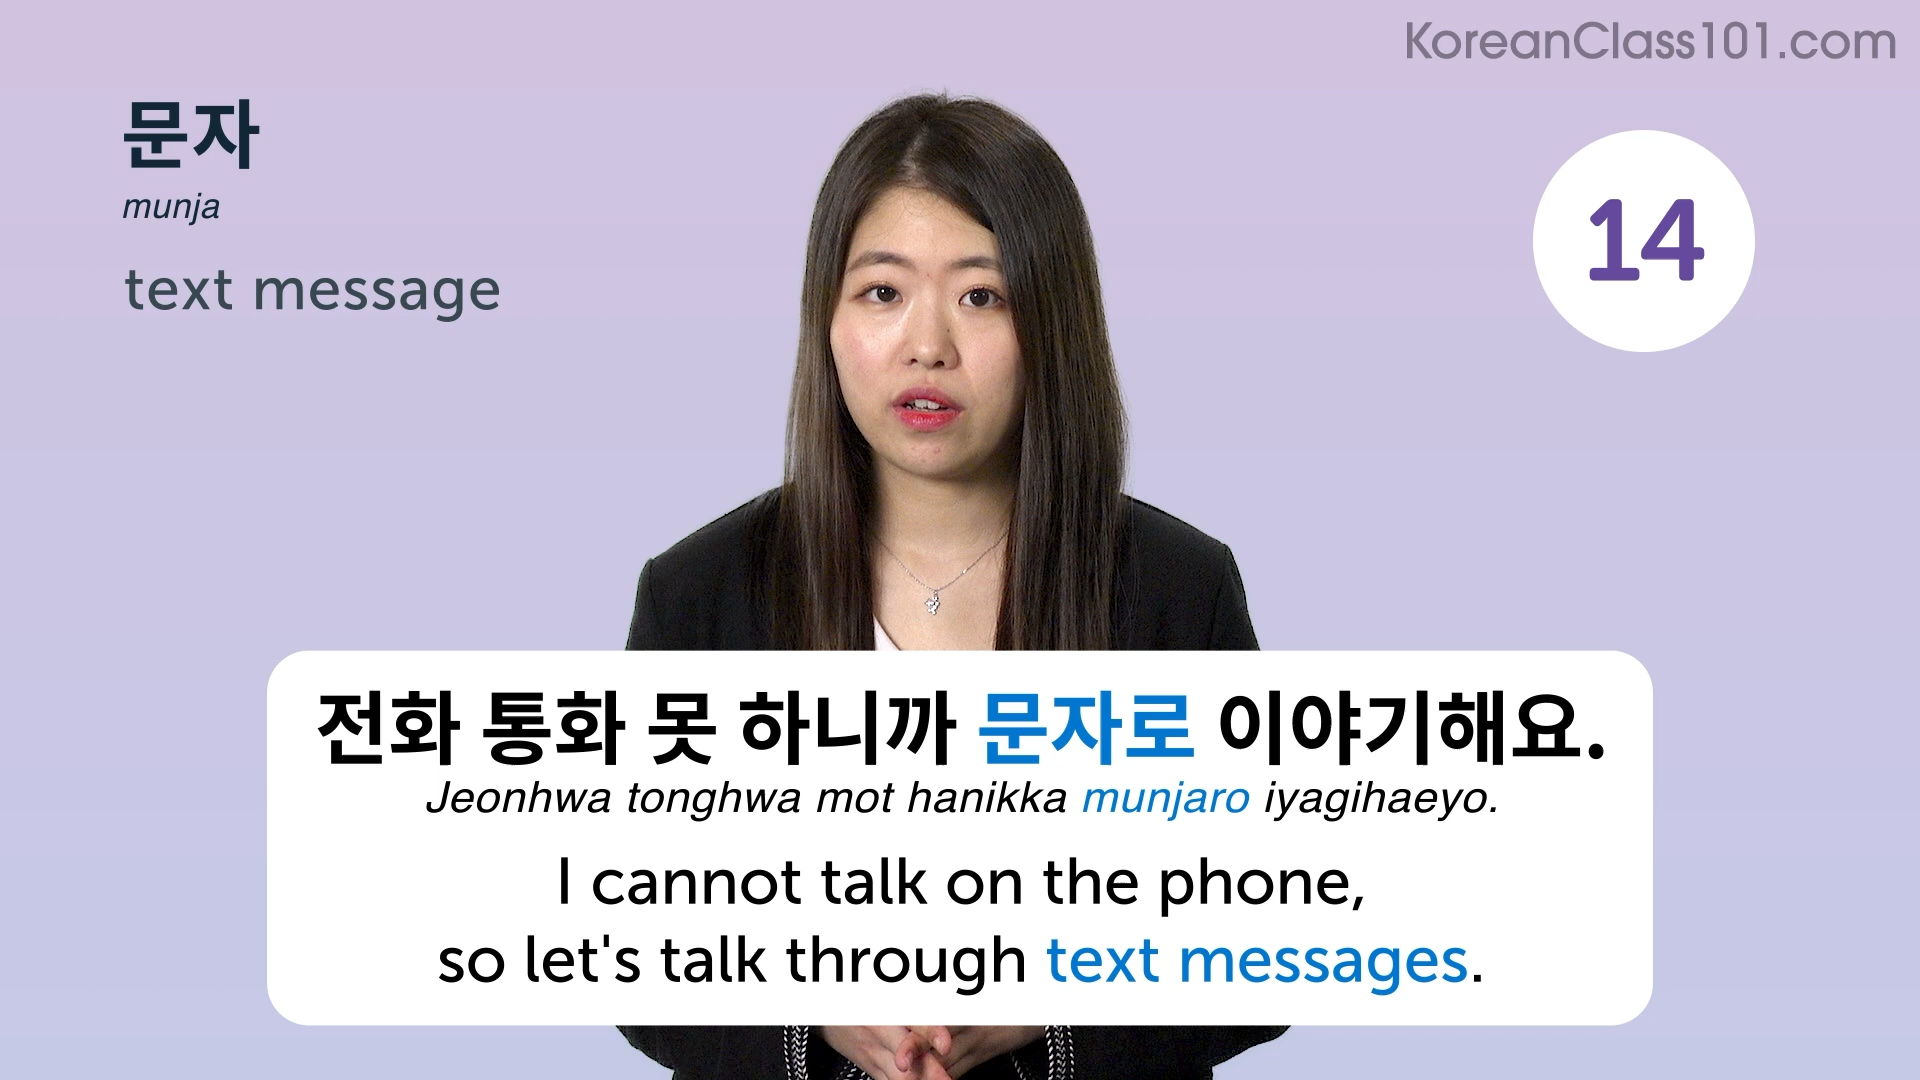 KoreanClass101.com
문자
munja
text message
14
전화 통화 못 하니까 문자로 이야기해요.
Jeonhwa tonghwa mot hanikka munjaro iyagihaeyo.
I cannot talk on the phone,
so let's talk through text messages.